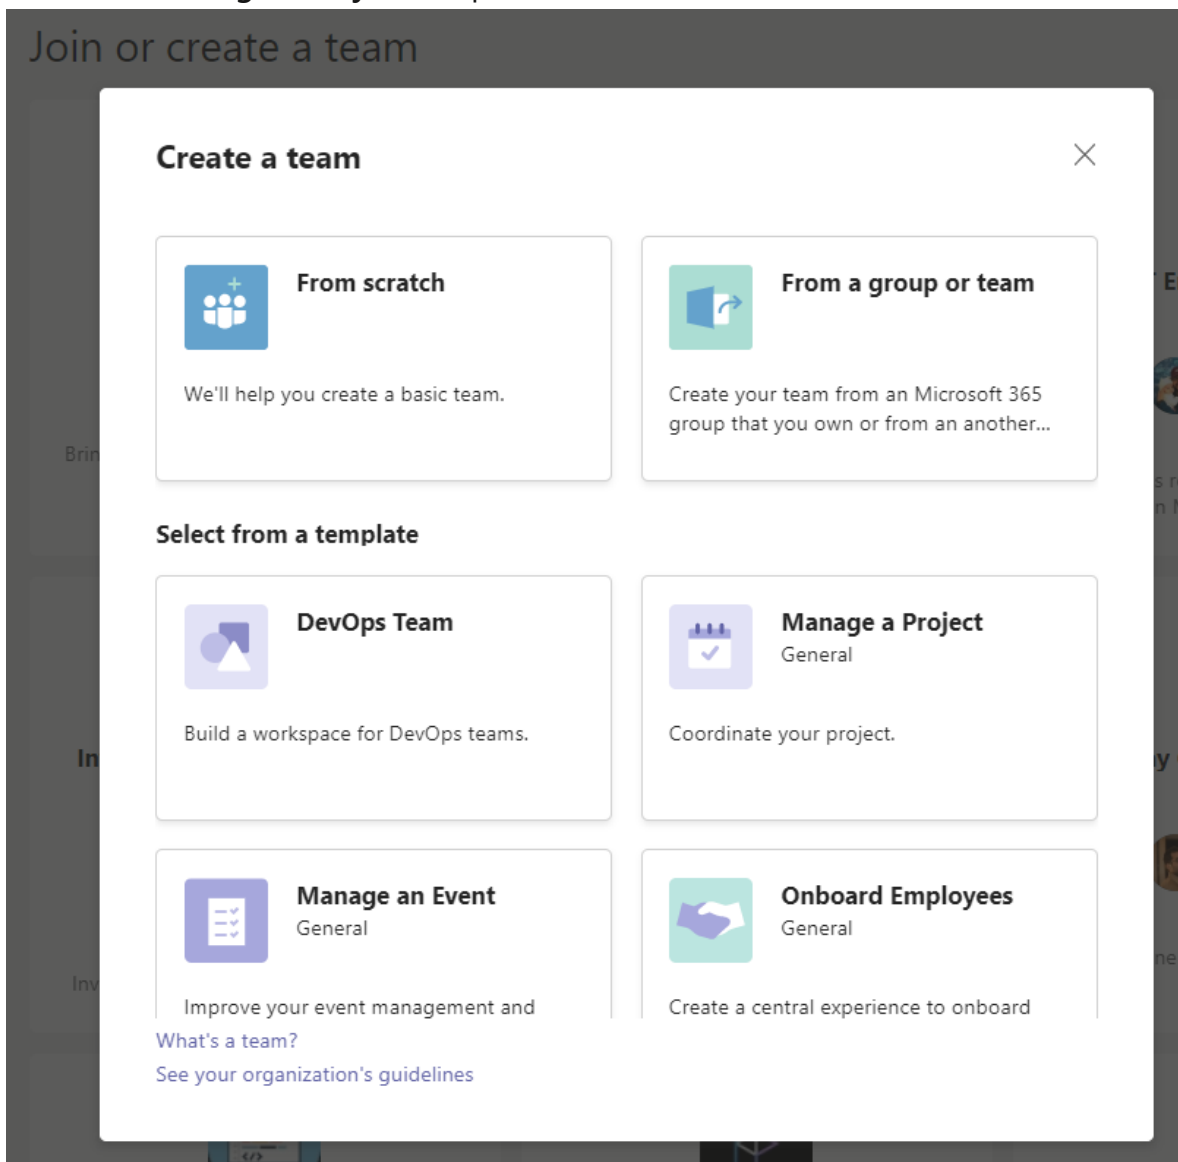 Join or create a team
Create a team
From scratch
We'll help you create a basic team.
From a group or team
Create your team from an Microsoft 365
group that you own or from an another...
Select from a template
DevOps Team
Build a workspace for DevOps teams.
Manage a Project
General
Coordinate your project.
Manage an Event
General
Improve your event management and
Onboard Employees
General
Create a central experience to onboard
What's a team?
See your organization's guidelines